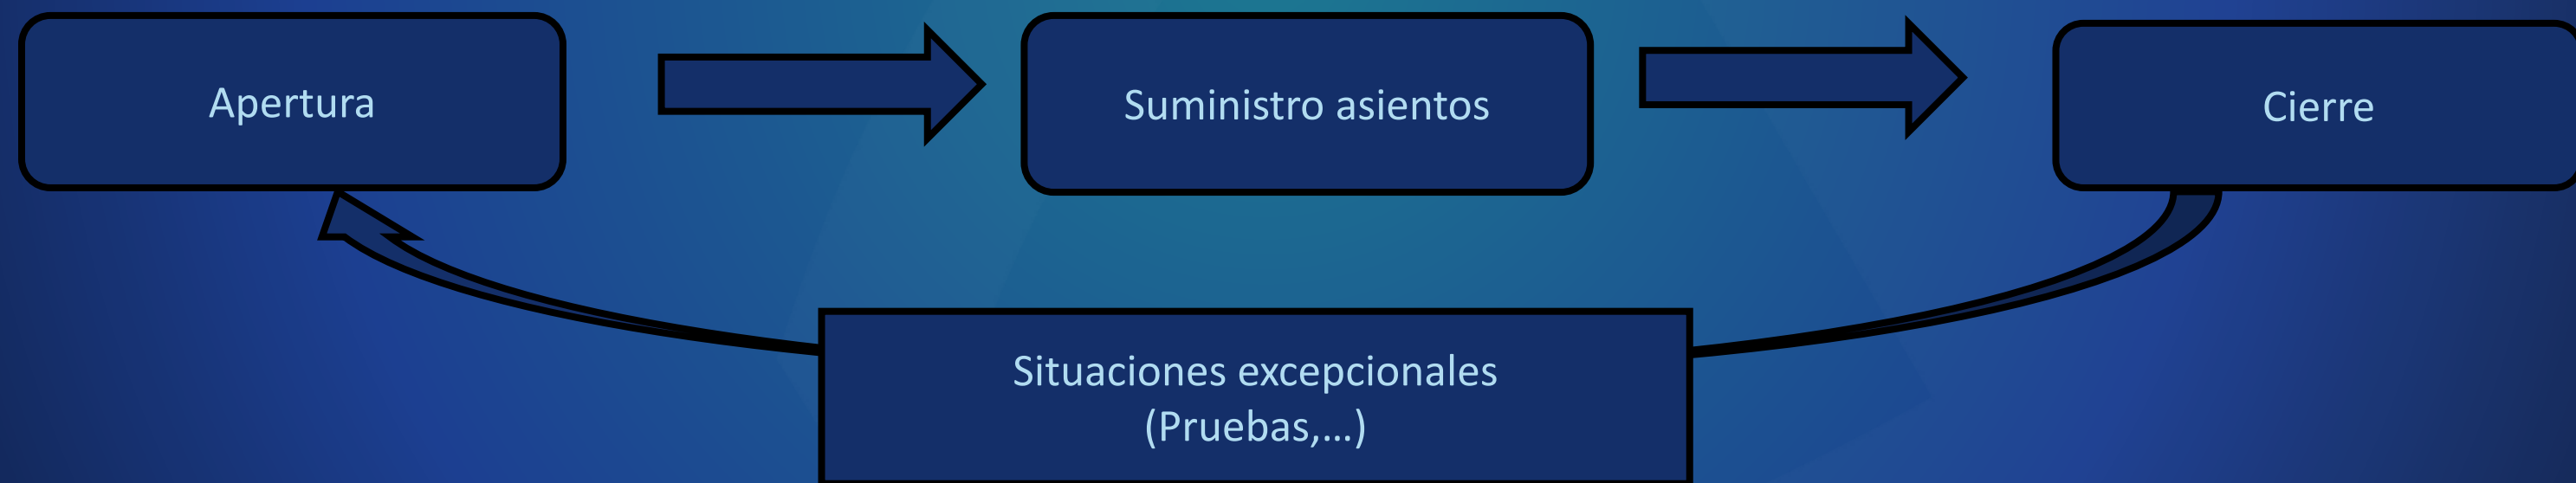 Apertura
Suministro asientos
Cierre
Situaciones excepcionales
(Pruebas,...)